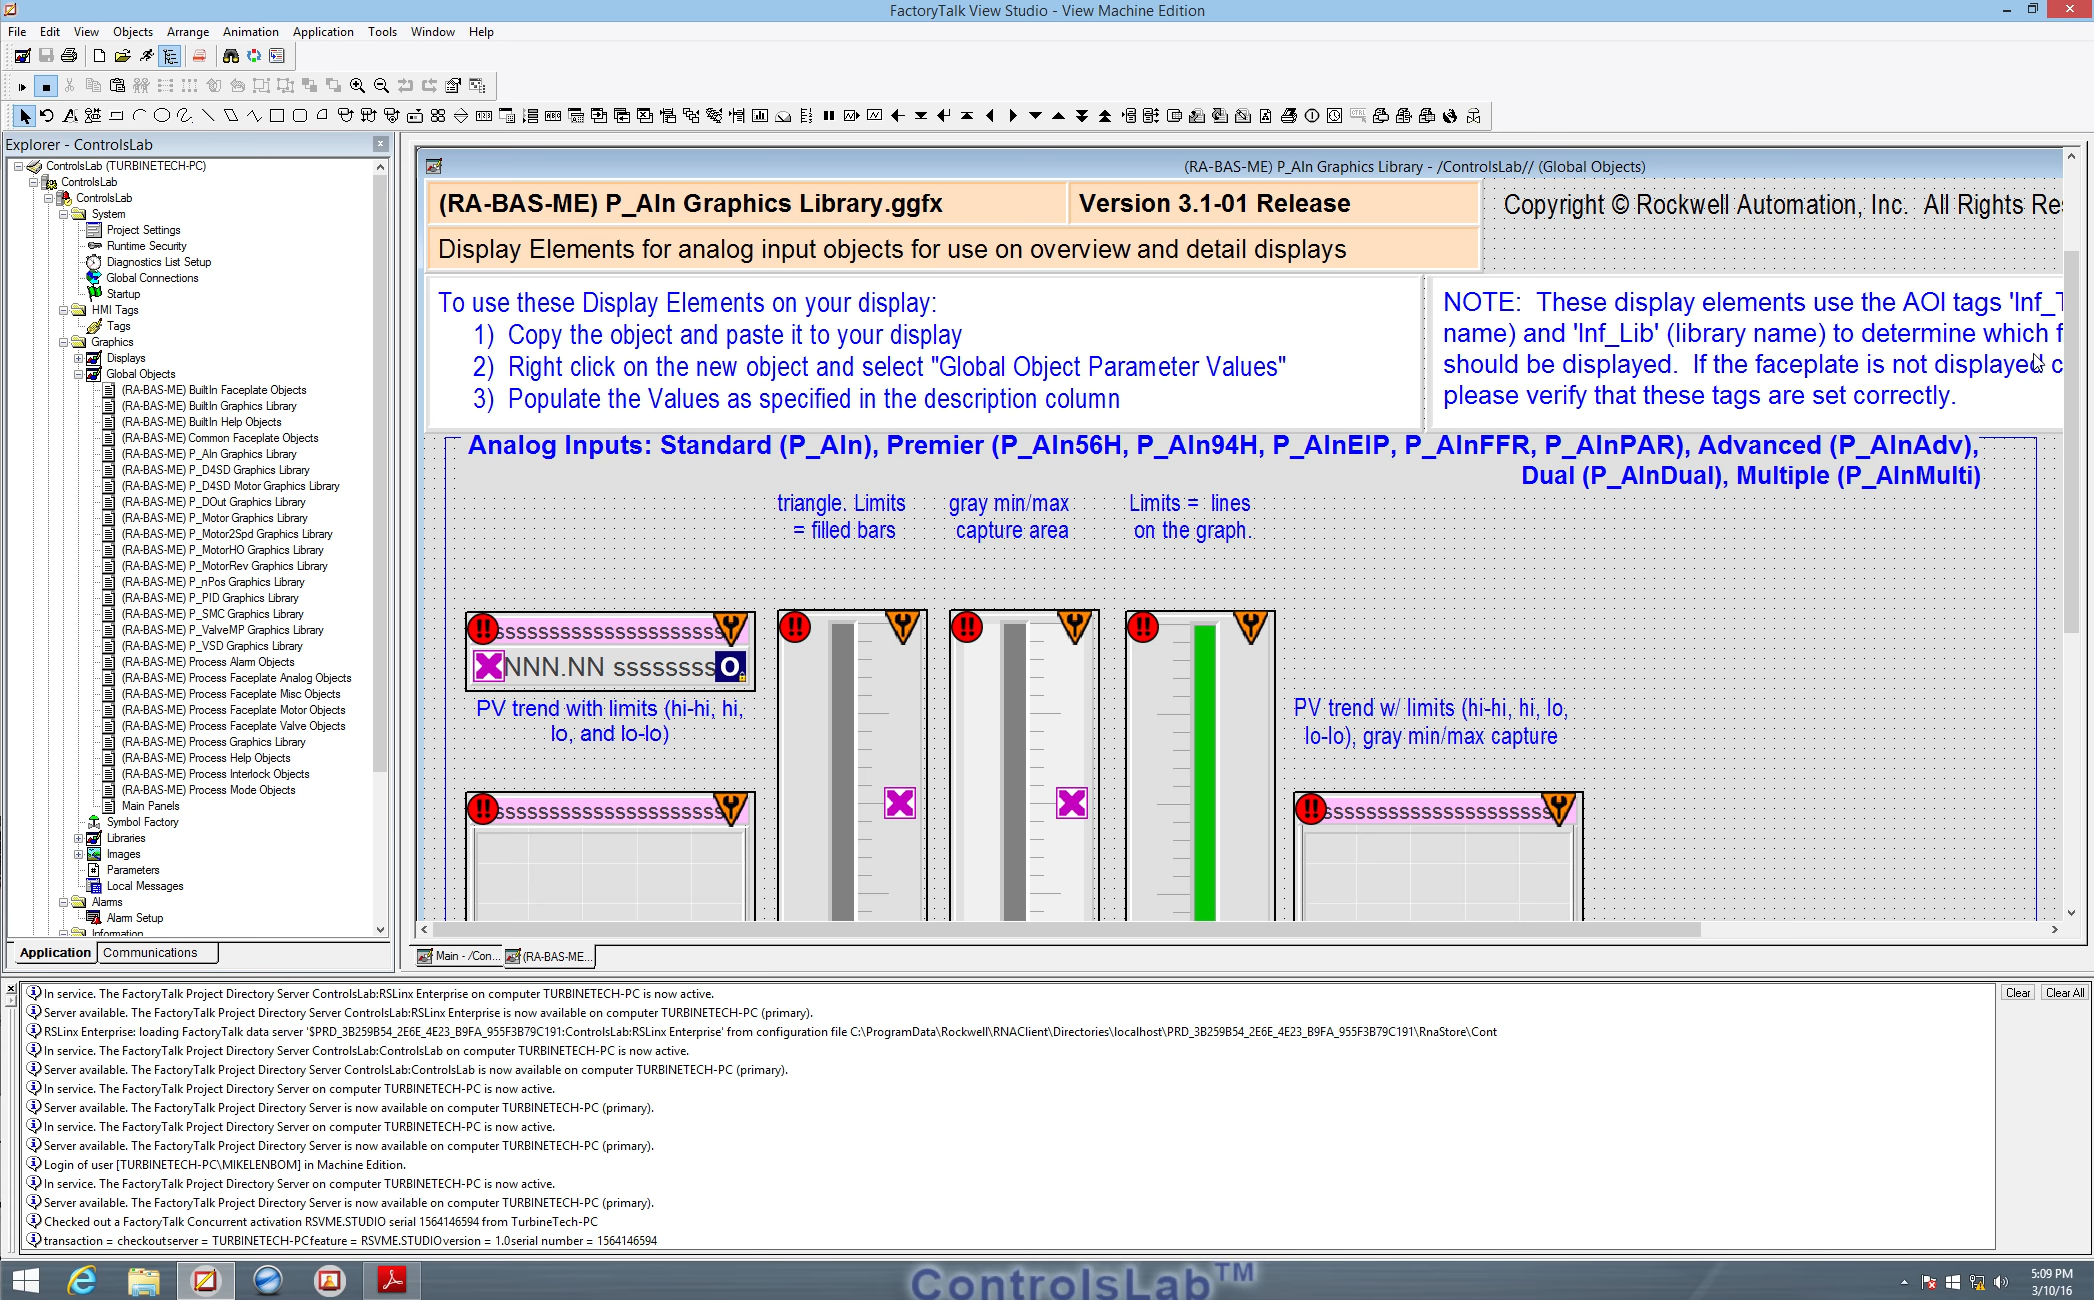 FactoryTalk View Studio - View Machine Edition
File Edit View Objects Arrange Animation Application Tools Window Help
Explorer - ControlsLab
ControlsLab (TURBINETECH-PC)
ControlsLab
ControlsLab
System
Project Settings
Runtime Security
Diagnostics List Setup
Global Connections
Startup
HMI Tags
Tags
Graphics
Displays
Global Objects
(RA-BAS-ME) BuiltIn Faceplate Objects
(RA-BAS-ME) BuiltIn Graphics Library
(RA-BAS-ME) BuiltIn Help Objects
(RA-BAS-ME) Common Faceplate Objects
(RA-BAS-ME) P_AIn Graphics Library
(RA-BAS-ME) P_D4SD Graphics Library
(RA-BAS-ME) P_D4SD Motor Graphics Library
(RA-BAS-ME) P_DOut Graphics Library
(RA-BAS-ME) P_Motor Graphics Library
(RA-BAS-ME) P_Motor2Spd Graphics Library
(RA-BAS-ME) P_MotorHO Graphics Library
(RA-BAS-ME) P_MotorRev Graphics Library
(RA-BAS-ME) P_nPos Graphics Library
(RA-BAS-ME) P_PID Graphics Library
(RA-BAS-ME) P_SMC Graphics Library
(RA-BAS-ME) P_ValveMP Graphics Library
(RA-BAS-ME) P_VSD Graphics Library
(RA-BAS-ME) Process Alarm Objects
(RA-BAS-ME) Process Faceplate Analog Objects
(RA-BAS-ME) Process Faceplate Misc Objects
(RA-BAS-ME) Process Faceplate Motor Objects
(RA-BAS-ME) Process Faceplate Valve Objects
(RA-BAS-ME) Process Graphics Library
(RA-BAS-ME) Process Help Objects
(RA-BAS-ME) Process Interlock Objects
(RA-BAS-ME) Process Mode Objects
Main Panels
Symbol Factory
Libraries
Images
Parameters
Local Messages
Alarms
Alarm Setup
Information
Application Communications
(RA-BAS-ME) P_AIn Graphics Library - /ControlsLab// (Global Objects)
(RA-BAS-ME) P_AIn Graphics Library.ggfx
Version 3.1-01 Release
Copyright © Rockwell Automation, Inc. All Rights Re
Display Elements for analog input objects for use on overview and detail displays
To use these Display Elements on your display:
1) Copy the object and paste it to your display
2) Right click on the new object and select "Global Object Parameter Values"
3) Populate the Values as specified in the description column
NOTE: These display elements use the AOI tags 'Inf_T
name) and 'Inf_Lib' (library name) to determine which f
should be displayed. If the faceplate is not displayed c
please verify that these tags are set correctly.
Analog Inputs: Standard (P_AIn), Premier (P_AIn56H, P_AIn94H, P_AInEIP, P_AInFFR, P_AInPAR), Advanced (P_AInAdv),
Dual (P_AInDual), Multiple (P_AInMulti)
triangle. Limits
= filled bars
gray min/max
capture area
Limits = lines
on the graph.
sssssssssssssssssssss
NNN.NN ssssssss O
PV trend with limits (hi-hi, hi,
lo, and lo-lo)
PV trend w/ limits (hi-hi, hi, lo,
lo-lo), gray min/max capture
sssssssssssssssssssss
sssssssssssssssssssss
Main - /Con... (RA-BAS-ME...
In service. The FactoryTalk Project Directory Server ControlsLab:RSLinx Enterprise on computer TURBINETECH-PC is now active.
Server available. The FactoryTalk Project Directory Server ControlsLab:RSLinx Enterprise is now available on computer TURBINETECH-PC (primary).
RSLinx Enterprise: loading FactoryTalk data server '$PRD_3B259B54_2E6E_4E23_B9FA_955F3B79C191:ControlsLab:RSLinx Enterprise' from configuration file C:\ProgramData\Rockwell\RNAClient\Directories\localhost\PRD_3B259B54_2E6E_4E23_B9FA_955F3B79C191\RnaStore\Cont
In service. The FactoryTalk Project Directory Server ControlsLab:ControlsLab on computer TURBINETECH-PC is now active.
Server available. The FactoryTalk Project Directory Server ControlsLab:ControlsLab is now available on computer TURBINETECH-PC (primary).
In service. The FactoryTalk Project Directory Server on computer TURBINETECH-PC is now active.
Server available. The FactoryTalk Project Directory Server is now available on computer TURBINETECH-PC (primary).
In service. The FactoryTalk Project Directory Server on computer TURBINETECH-PC is now active.
Server available. The FactoryTalk Project Directory Server is now available on computer TURBINETECH-PC (primary).
Login of user [TURBINETECH-PC\MIKELENBOM] in Machine Edition.
In service. The FactoryTalk Project Directory Server on computer TURBINETECH-PC is now active.
Server available. The FactoryTalk Project Directory Server is now available on computer TURBINETECH-PC (primary).
Checked out a FactoryTalk Concurrent activation RSVME.STUDIO serial 1564146594 from TurbineTech-PC
transaction = checkoutserver = TURBINETECH-PCfeature = RSVME.STUDIOversion = 1.0serial number = 1564146594
Clear Clear All
ControlsLab™
5:09 PM
3/10/16